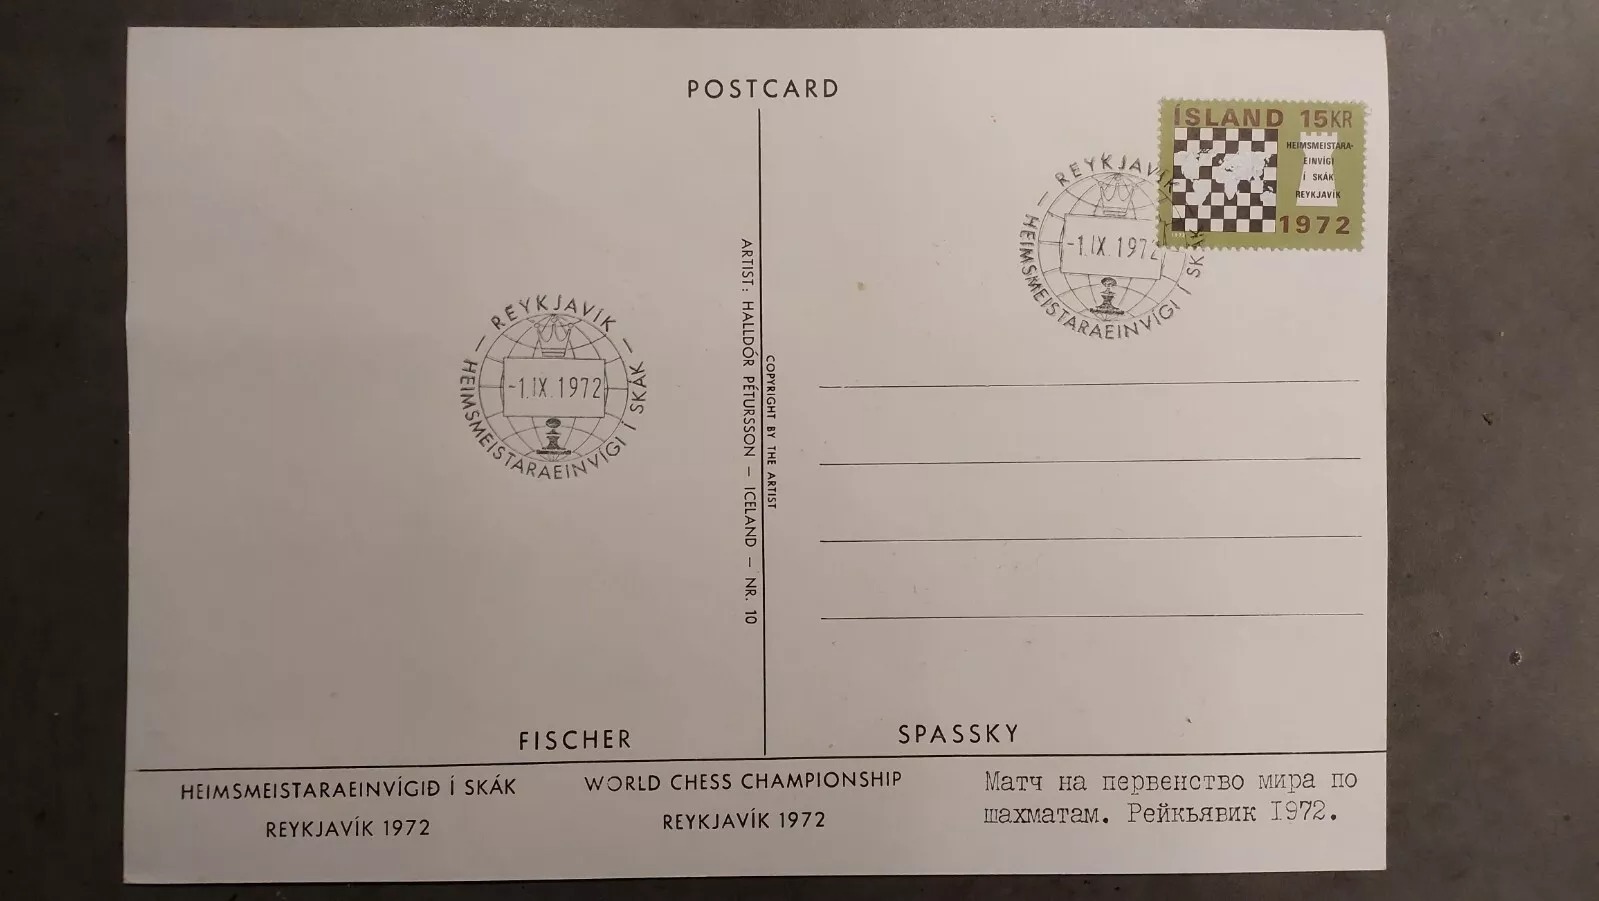 POSTCARD
ÍSLAND 15KR
HEIMSMEISTARA-
EINVÍGI
Í SKÁK
REYKJAVÍK
1972
REYKJAVÍK
-1.IX.1972
HEIMSMEISTARAEINVÍGI Í SKÁK
REYKJAVÍK
-1.IX.1972
HEIMSMEISTARAEINVÍGI Í SKÁK
ARTIST: HALLDÓR PÉTURSSON – ICELAND – NR. 10
COPYRIGHT BY THE ARTIST
FISCHER
SPASSKY
HEIMSMEISTARAEINVÍGIÐ Í SKÁK
REYKJAVÍK 1972
WORLD CHESS CHAMPIONSHIP
REYKJAVÍK 1972
Матч на первенство мира по
шахматам. Рейкьявик 1972.